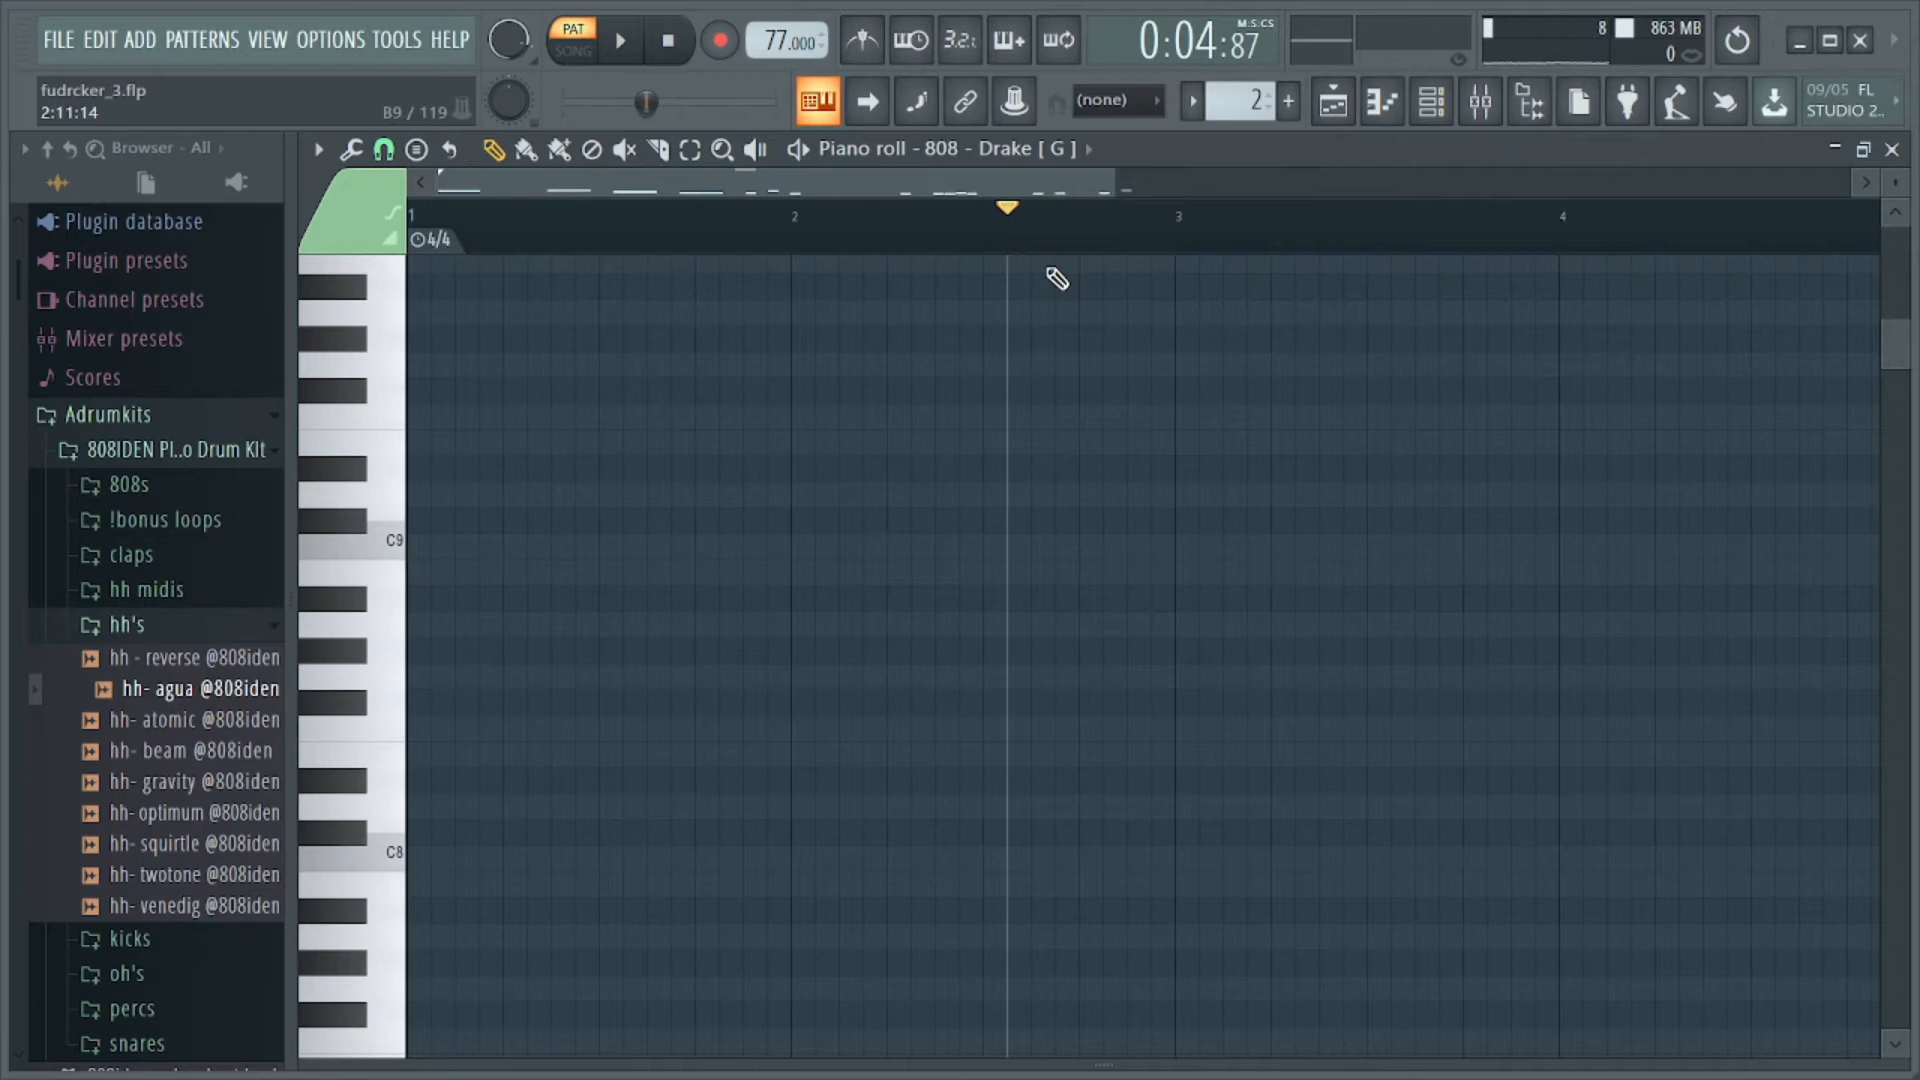 FILE EDIT ADD PATTERNS VIEW OPTIONS TOOLS HELP
PAT
SONG
77.000
3.2:
0:04:87
M:S:CS
8
863 MB
0
fudrcker_3.flp
2:11:14
B9 / 119
(none)
2
09/05 FL
STUDIO 2..
Browser - All
Piano roll - 808 - Drake [ G ]
Plugin database
Plugin presets
Channel presets
Mixer presets
Scores
Adrumkits
808IDEN Pl..o Drum KIt
808s
!bonus loops
claps
hh midis
hh's
hh - reverse @808iden
hh- agua @808iden
hh- atomic @808iden
hh- beam @808iden
hh- gravity @808iden
hh- optimum @808iden
hh- squirtle @808iden
hh- twotone @808iden
hh- venedig @808iden
kicks
oh's
percs
snares
1
2
3
4
4/4
C9
C8